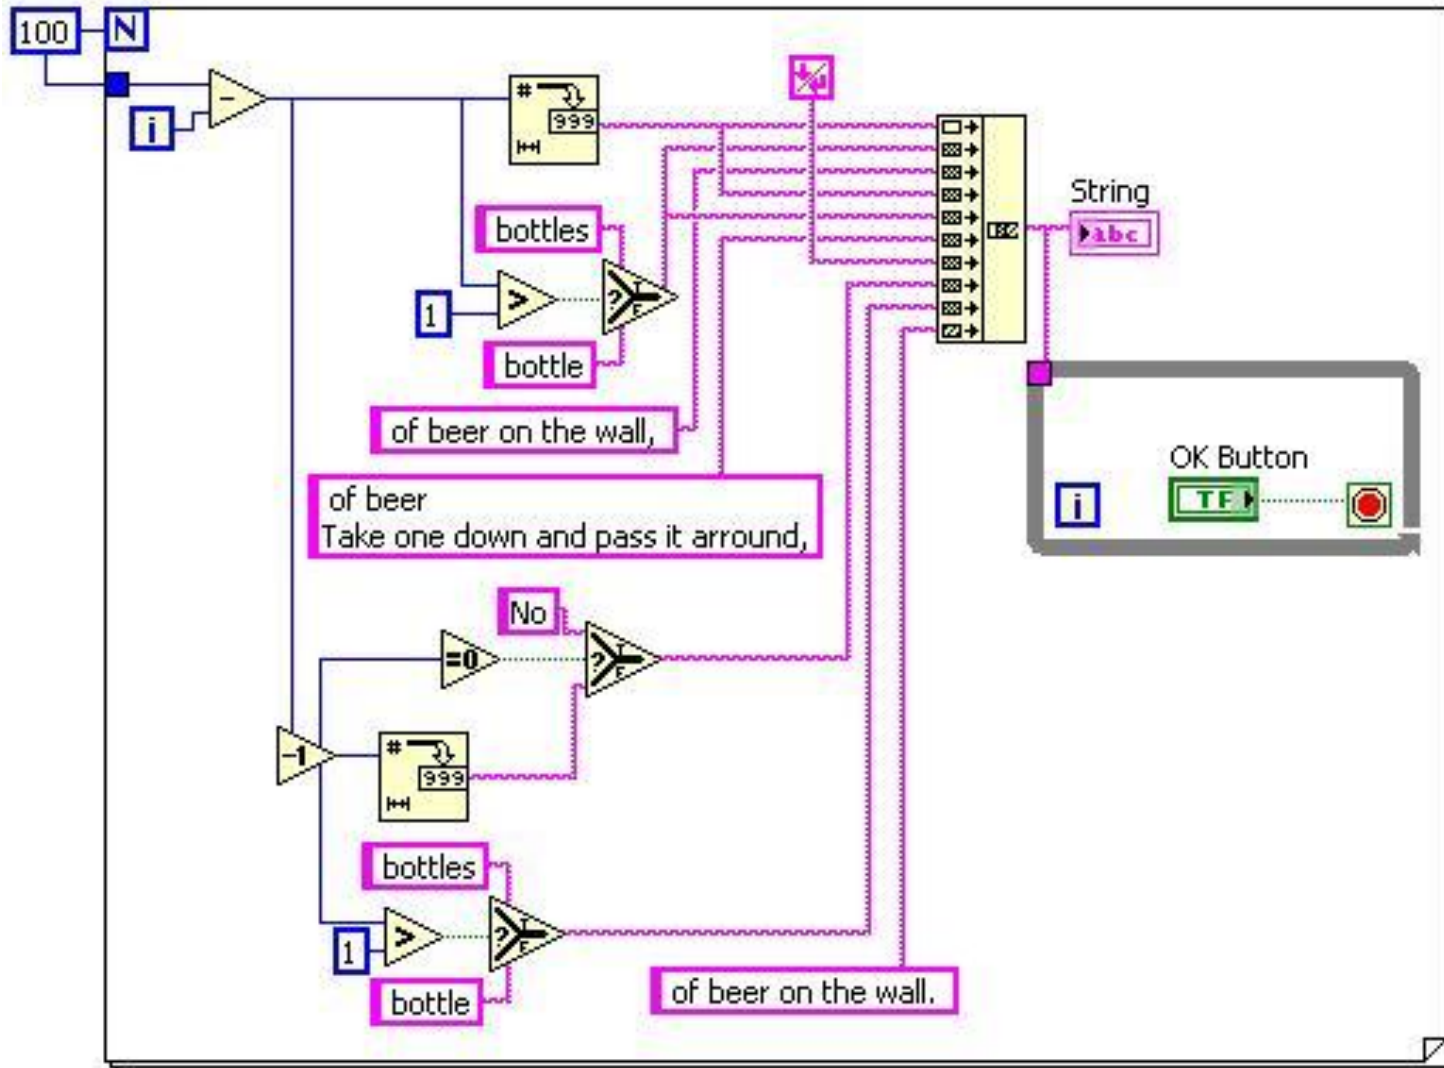 100
N
i
-
#
999
bottles
String
abc
>
?
T
F
1
bottle
of beer on the wall,
OK Button
of beer
TF
i
Take one down and pass it arround,
No
=0
?
T
F
-1
#
999
bottles
>
?
T
F
1
of beer on the wall.
bottle